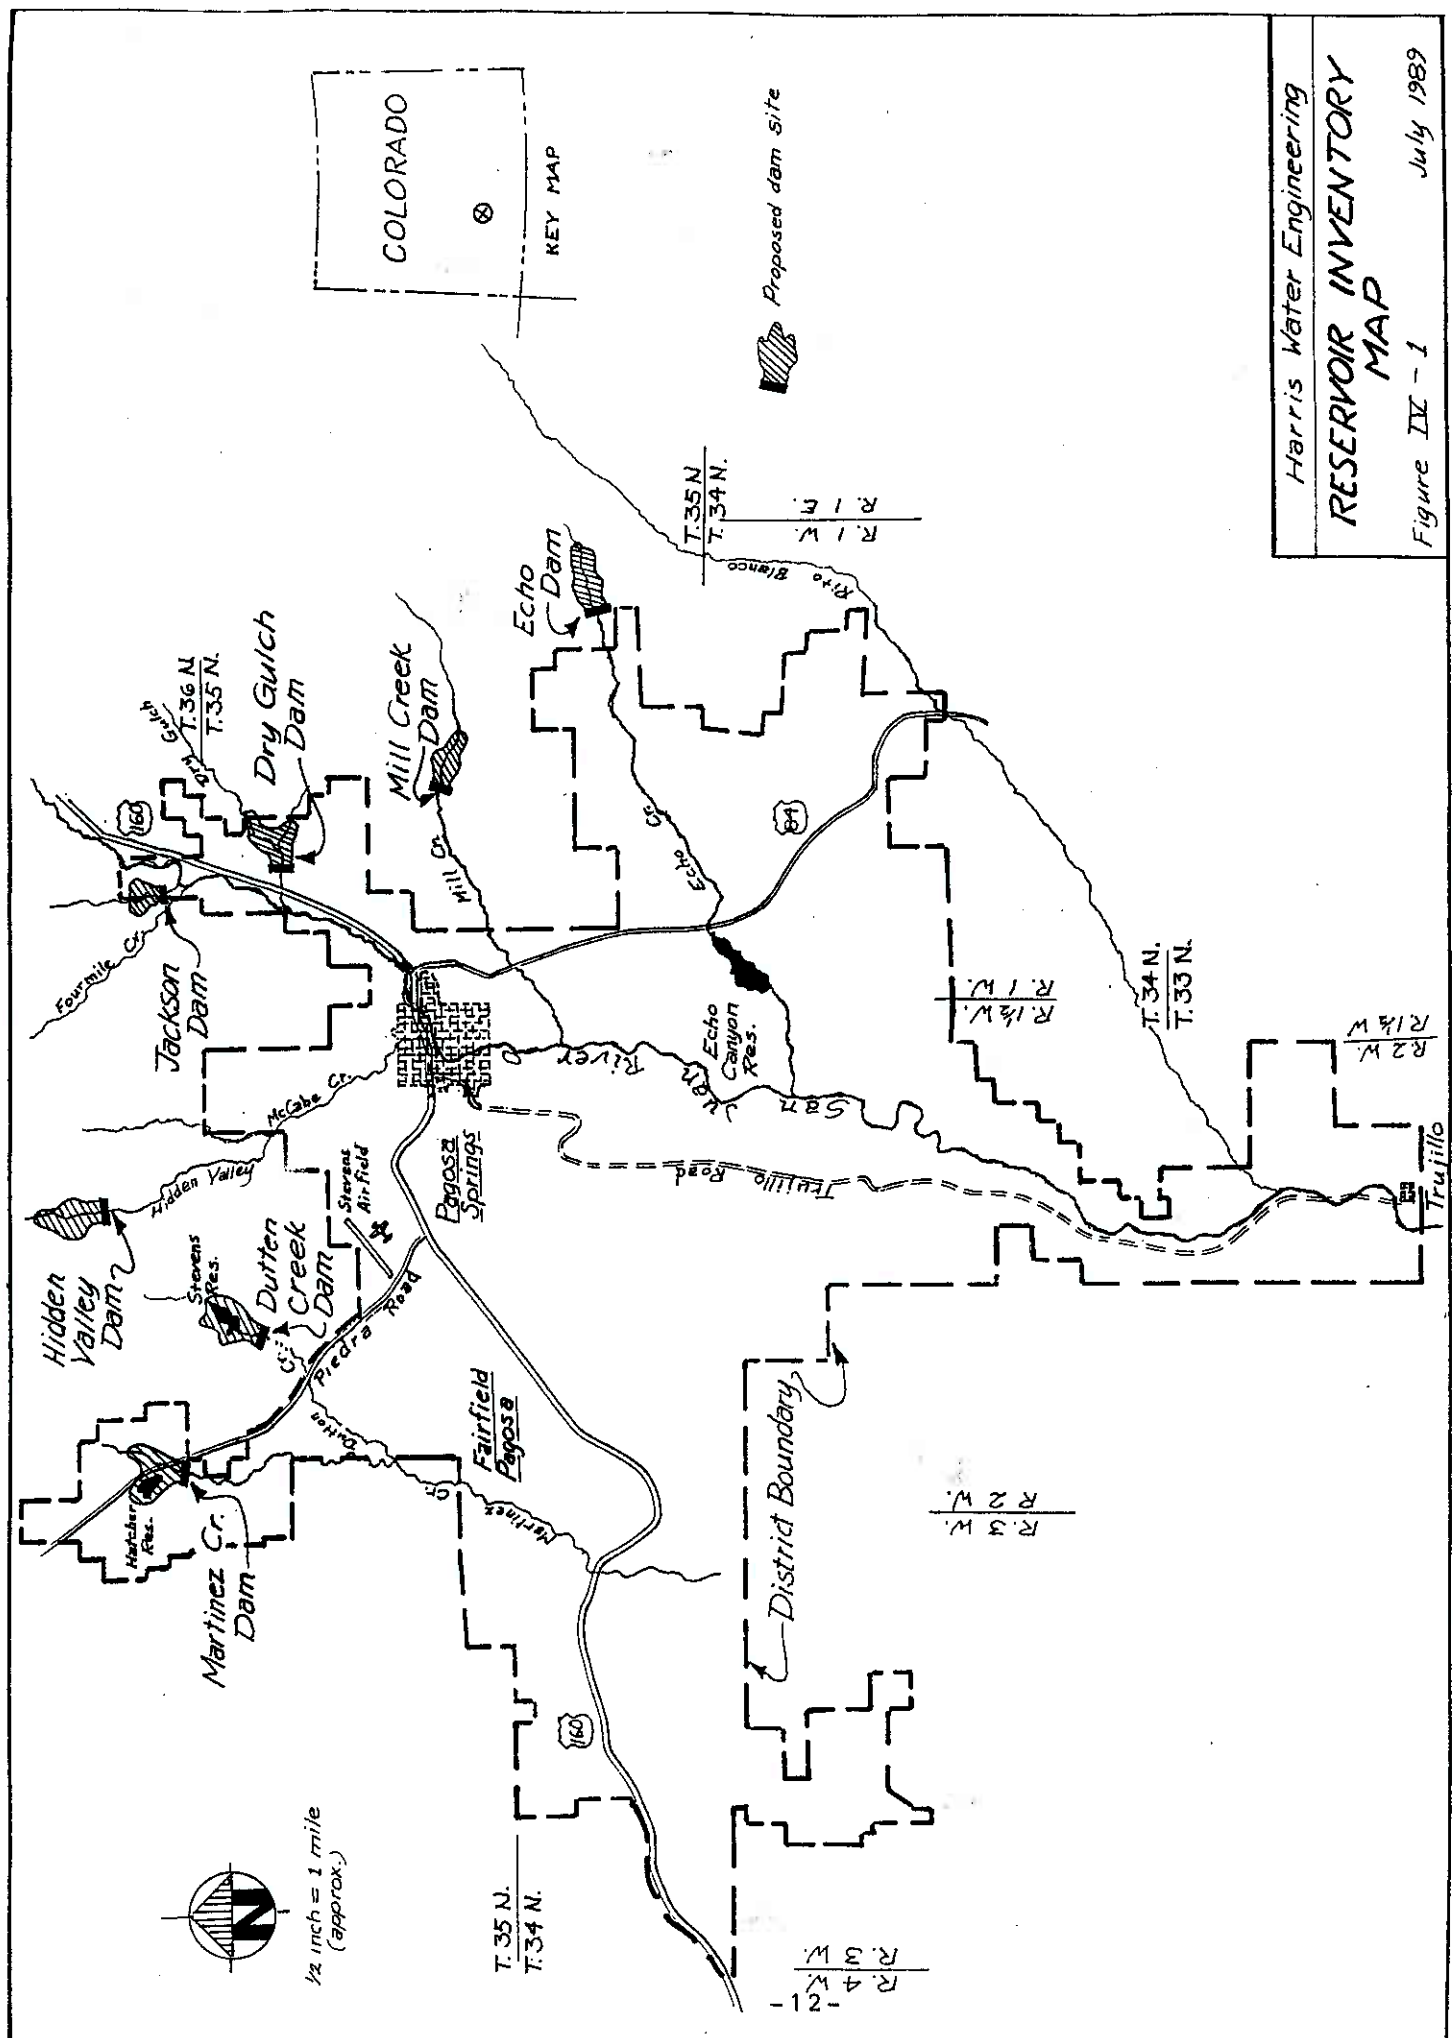 COLORADO
KEY MAP
Proposed dam site
Harris Water Engineering
RESERVOIR INVENTORY
MAP
Figure IV - 1
July 1989
T.36 N.
T.35 N.
Dry Gulch
Dry Gulch
Dam
160
Fourmile Cr.
Jackson
Dam
Mill Creek
Dam
Mill Cr.
Echo
Dam
Echo Cr.
84
T.35 N
T.34 N.
R. 1 W.
R. 1 E.
Rito Blanco
Hidden
Valley
Dam
Hidden Valley
McCabe Cr.
Stevens
Res.
Dutten
Creek
Dam
Stevens
Airfield
Pagosa
Springs
Piedra Road
Echo
Canyon
Res.
San Juan River
Trujillo Road
R. 1½ W.
R. 1 W.
T.34 N.
T.33 N.
R.2 W.
R.1½ W
Trujillo
Hatcher
Res.
Martinez Cr.
Dam
Dutton Cr.
Martinez Cr.
Fairfield
Pagosa
160
District Boundary
R.3 W.
R 2 W.
½ inch = 1 mile
(approx.)
N
T. 35 N.
T.34 N.
R. 4 W.
R. 3 W.
-12-